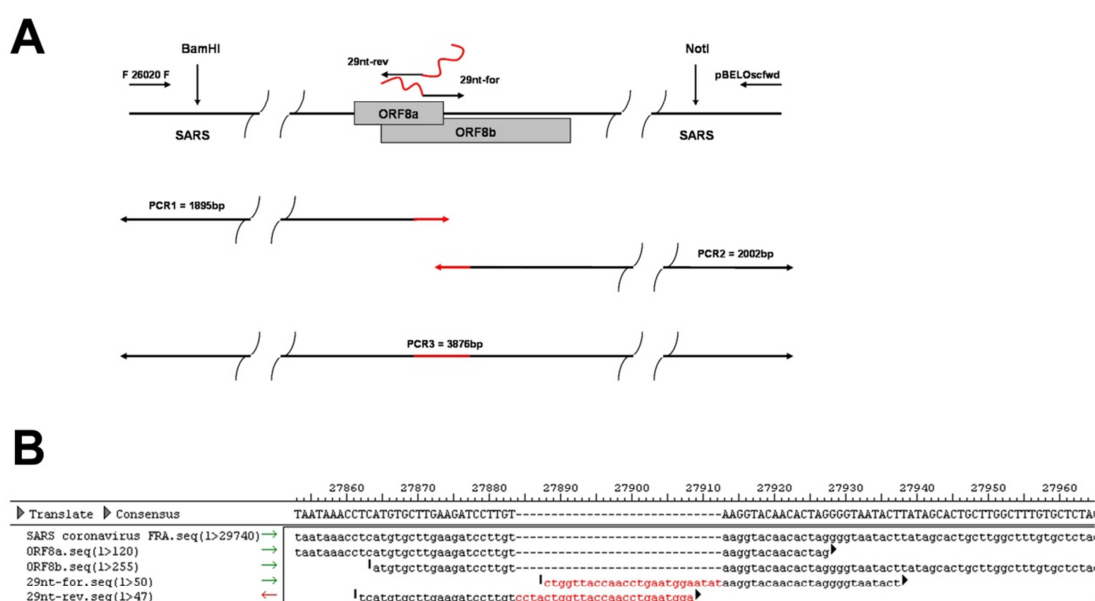 A
BamHI
NotI
F 26020 F
29nt-rev
29nt-for
pBELOscfwd
ORF8a
ORF8b
SARS
SARS
PCR1 = 1895bp
PCR2 = 2002bp
PCR3 = 3876bp
B
27860 27870 27880 27890 27900 27910 27920 27930 27940 27950 27960
Translate Consensus TAATAAACCTCATGTGCTTGAAGATCCTTGT-----------------------------AAGGTACAACACTAGGGGTAATACTTATAGCACTGCTTGGCTTTGTGCTCTA
SARS coronavirus FRA.seq(1>29740) taataaacctcatgtgcttgaagatccttgt-----------------------------aaggtacaacactaggggtaatacttatagcactgcttggctttgtgctcta
ORF8a.seq(1>120) taataaacctcatgtgcttgaagatccttgt-----------------------------aaggtacaacactag
ORF8b.seq(1>255) atgtgcttgaagatccttgt-----------------------------aaggtacaacactaggggtaatacttatagcactgcttggctttgtgctcta
29nt-for.seq(1>50) ctggttaccaacctgaatggaatataaggtacaacactaggggtaatact
29nt-rev.seq(1>47) tcatgtgcttgaagatccttgtcctactggttaccaacctgaatgga